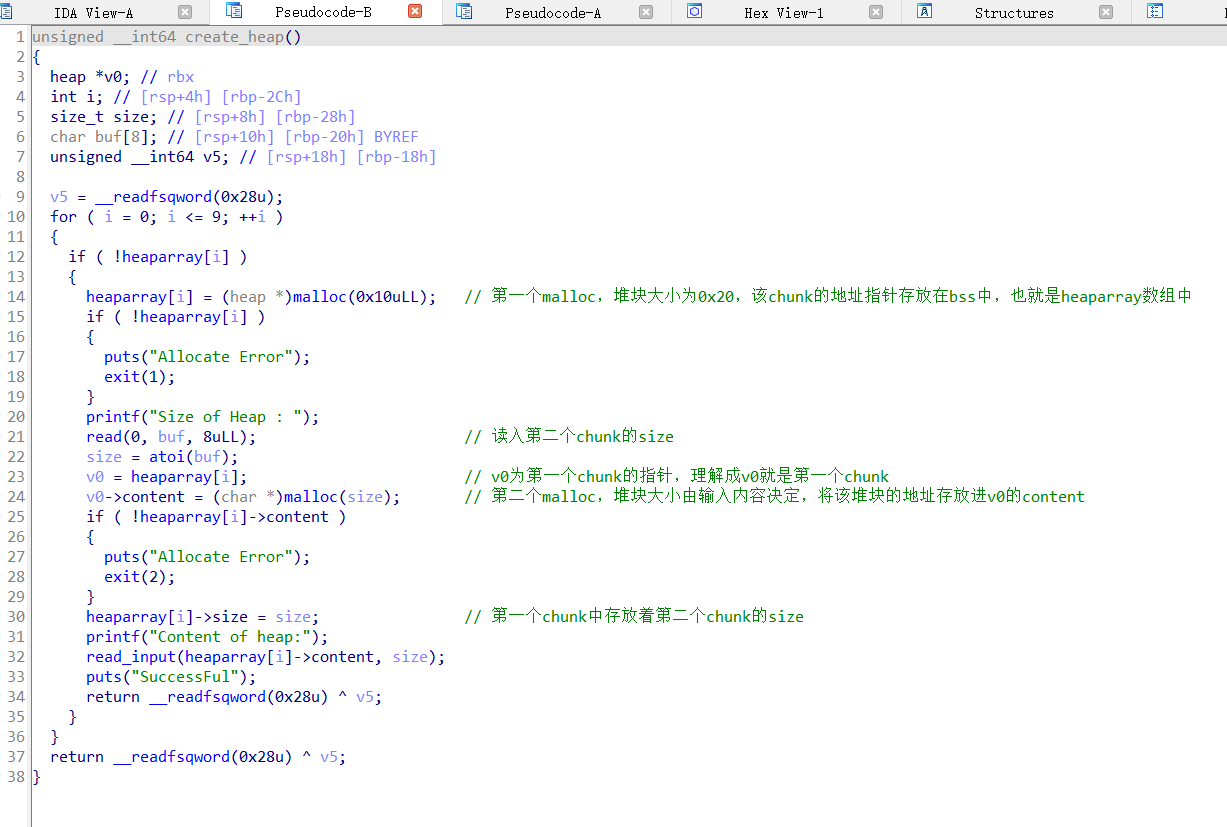 IDA View-A Pseudocode-B Pseudocode-A Hex View-1 Structures
1 unsigned __int64 create_heap()
2 {
3   heap *v0; // rbx
4   int i; // [rsp+4h] [rbp-2Ch]
5   size_t size; // [rsp+8h] [rbp-28h]
6   char buf[8]; // [rsp+10h] [rbp-20h] BYREF
7   unsigned __int64 v5; // [rsp+18h] [rbp-18h]
8
9   v5 = __readfsqword(0x28u);
10   for ( i = 0; i <= 9; ++i )
11   {
12     if ( !heaparray[i] )
13     {
14       heaparray[i] = (heap *)malloc(0x10uLL);   // 第一个malloc，堆块大小为0x20，该chunk的地址指针存放在bss中，也就是heaparray数组中
15       if ( !heaparray[i] )
16       {
17         puts("Allocate Error");
18         exit(1);
19       }
20       printf("Size of Heap : ");
21       read(0, buf, 8uLL);                       // 读入第二个chunk的size
22       size = atoi(buf);
23       v0 = heaparray[i];                        // v0为第一个chunk的指针，理解成v0就是第一个chunk
24       v0->content = (char *)malloc(size);       // 第二个malloc，堆块大小由输入内容决定，将该堆块的地址存放进v0的content
25       if ( !heaparray[i]->content )
26       {
27         puts("Allocate Error");
28         exit(2);
29       }
30       heaparray[i]->size = size;                // 第一个chunk中存放着第二个chunk的size
31       printf("Content of heap:");
32       read_input(heaparray[i]->content, size);
33       puts("SuccessFul");
34       return __readfsqword(0x28u) ^ v5;
35     }
36   }
37   return __readfsqword(0x28u) ^ v5;
38 }